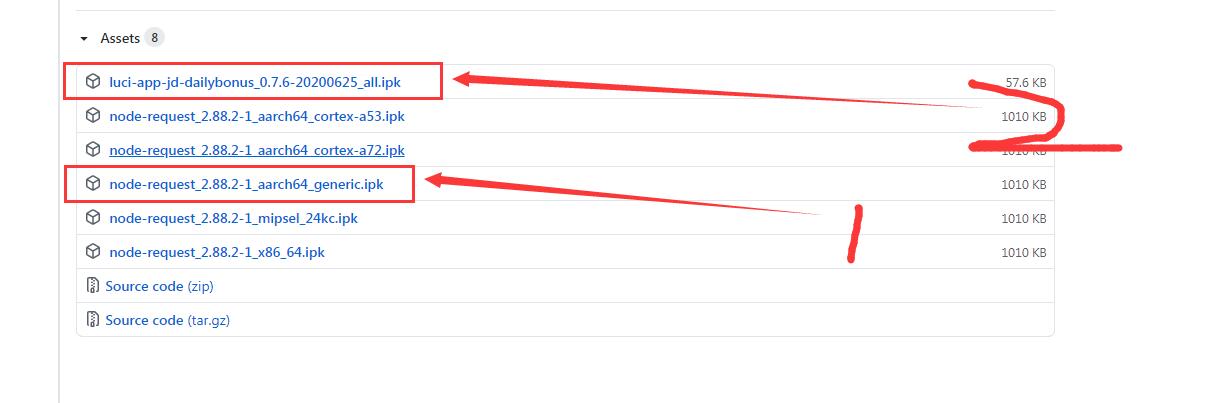 Assets 8
luci-app-jd-dailybonus_0.7.6-20200625_all.ipk 57.6 KB
node-request_2.88.2-1_aarch64_cortex-a53.ipk 1010 KB
node-request_2.88.2-1_aarch64_cortex-a72.ipk 1010 KB
node-request_2.88.2-1_aarch64_generic.ipk 1010 KB
node-request_2.88.2-1_mipsel_24kc.ipk 1010 KB
node-request_2.88.2-1_x86_64.ipk 1010 KB
Source code (zip)
Source code (tar.gz)
2
1